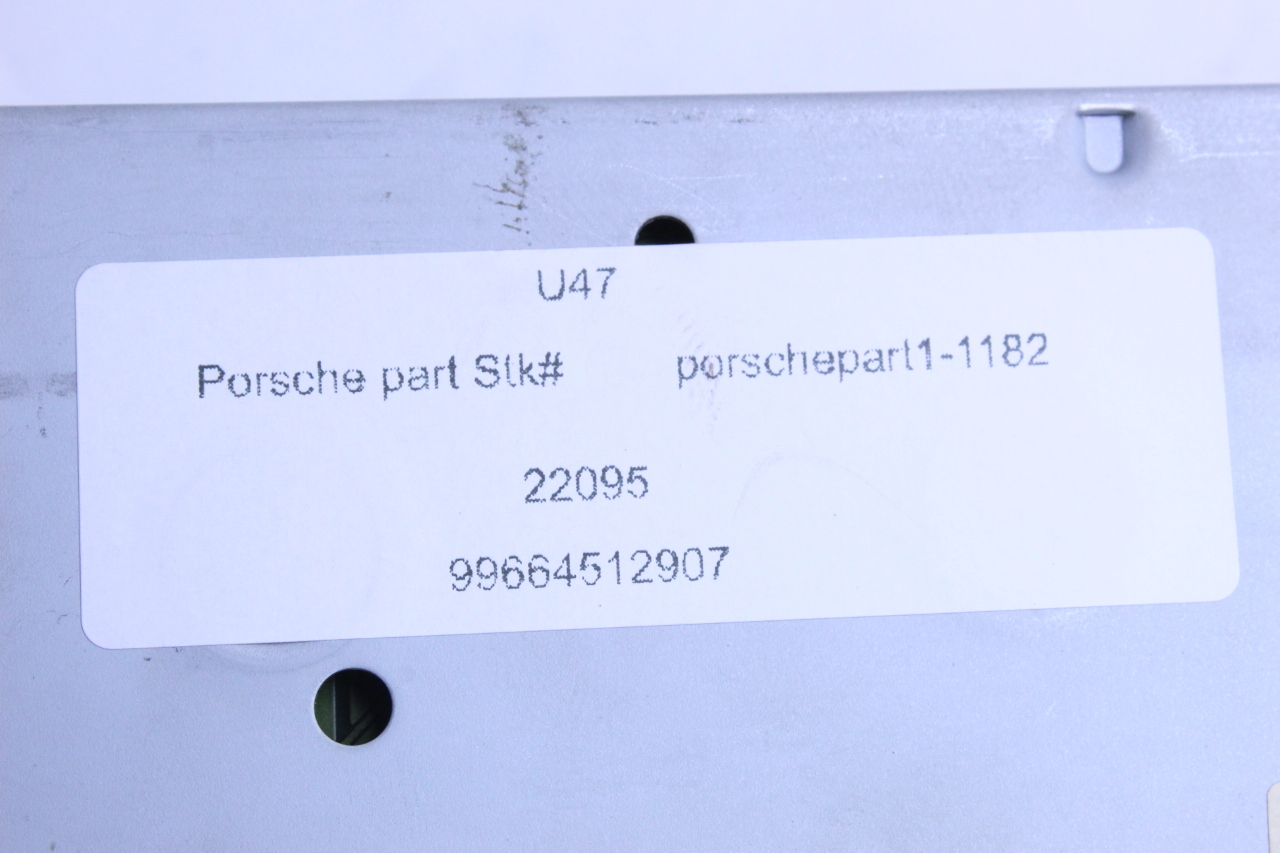 U47
Porsche part Stk# porschepart1-1182
22095
99664512907